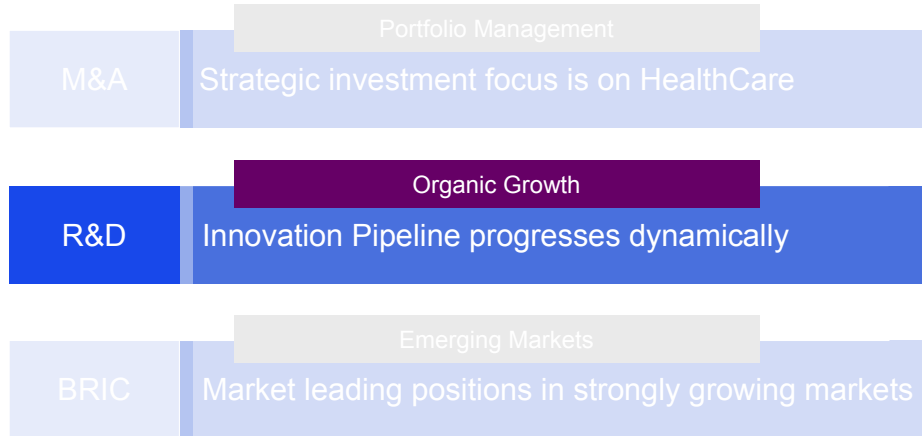 Portfolio Management
M&A
Strategic investment focus is on HealthCare
Organic Growth
R&D
Innovation Pipeline progresses dynamically
Emerging Markets
BRIC
Market leading positions in strongly growing markets